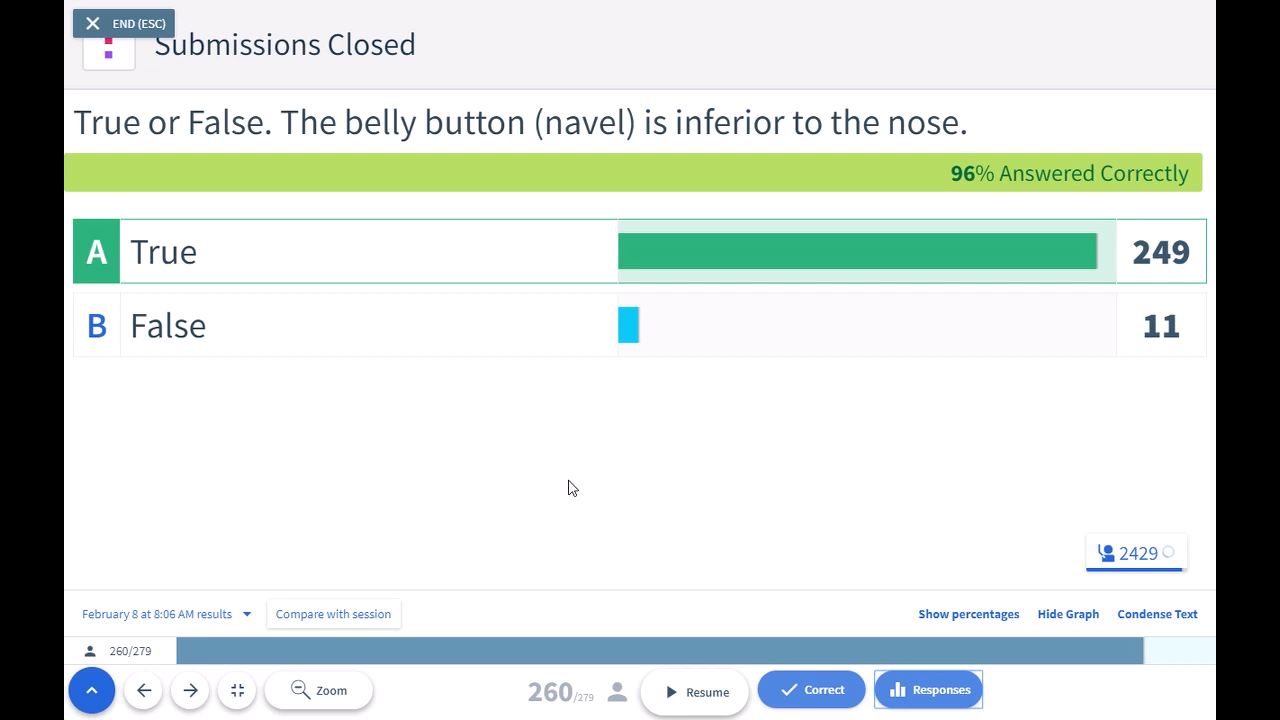 END (ESC)
Submissions Closed
True or False. The belly button (navel) is inferior to the nose.
96% Answered Correctly
A True 249
B False 11
2429
February 8 at 8:06 AM results
Compare with session
Show percentages
Hide Graph
Condense Text
260/279
Zoom
260/279
Resume
Correct
Responses